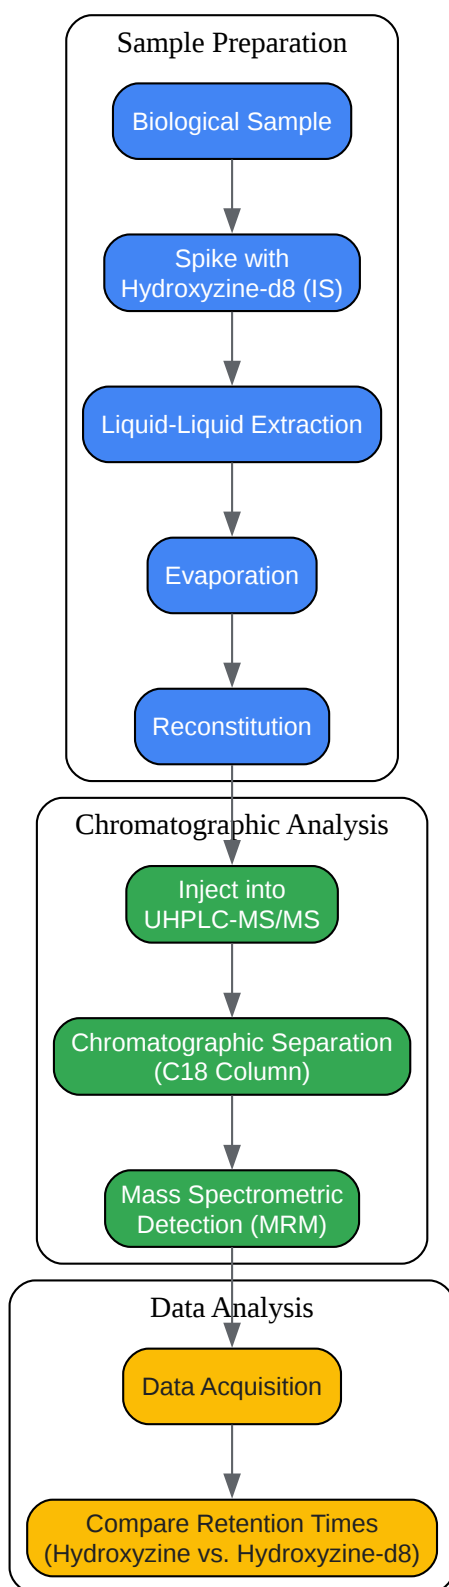 Sample Preparation
Biological Sample
Spike with
Hydroxyzine-d8 (IS)
Liquid-Liquid Extraction
Evaporation
Reconstitution
Chromatographic Analysis
Inject into
UHPLC-MS/MS
Chromatographic Separation
(C18 Column)
Mass Spectrometric
Detection (MRM)
Data Analysis
Data Acquisition
Compare Retention Times
(Hydroxyzine vs. Hydroxyzine-d8)